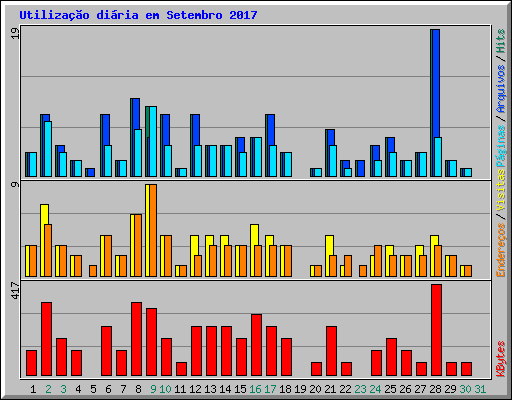 Utilização diária em Setembro 2017
19
9
417
Endereços / Visitas Páginas / Arquivos / Hits
KBytes
1 2 3 4 5 6 7 8 9 10 11 12 13 14 15 16 17 18 19 20 21 22 23 24 25 26 27 28 29 30 31